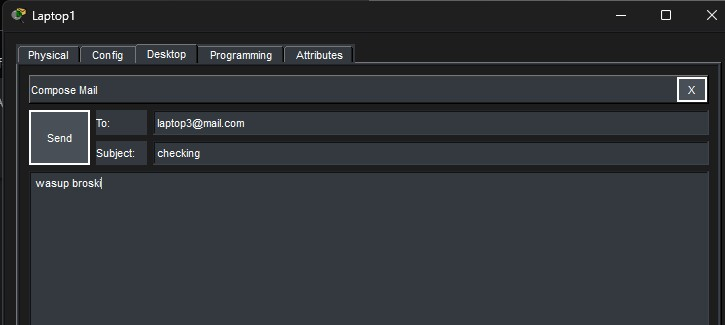 Laptop1
Physical Config Desktop Programming Attributes
Compose Mail X
Send
To: laptop3@mail.com
Subject: checking
wasup broski